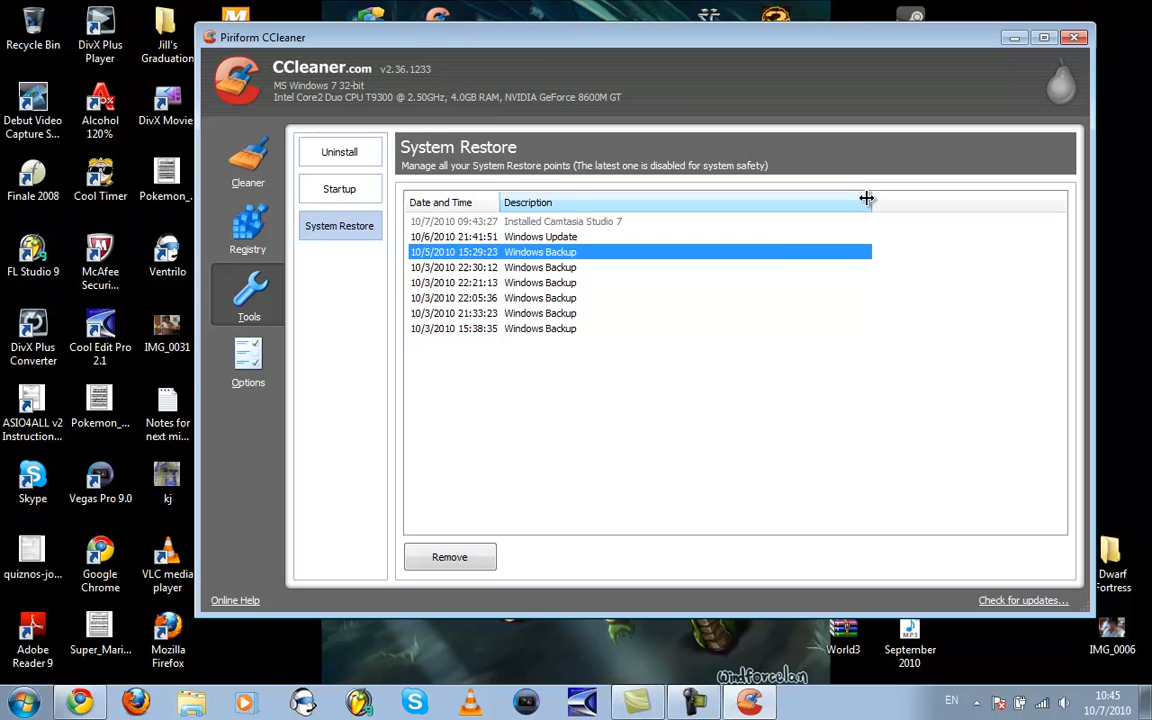 Recycle Bin
DivX Plus
Player
Jill's
Graduation
Debut Video
Capture S...
Alcohol
120%
DivX Movie
Finale 2008
Cool Timer
Pokemon_...
FL Studio 9
McAfee
Securi...
Ventrilo
DivX Plus
Converter
Cool Edit Pro
2.1
IMG_0031
ASIO4ALL v2
Instruction...
Pokemon_...
Notes for
next mi...
Skype
Vegas Pro 9.0
kj
quiznos-jo...
Google
Chrome
VLC media
player
Adobe
Reader 9
Super_Mari...
Mozilla
Firefox
Piriform CCleaner
CCleaner.com v2.36.1233
MS Windows 7 32-bit
Intel Core2 Duo CPU T9300 @ 2.50GHz, 4.0GB RAM, NVIDIA GeForce 8600M GT
Cleaner
Registry
Tools
Options
Uninstall
Startup
System Restore
System Restore
Manage all your System Restore points (The latest one is disabled for system safety)
Date and Time Description
10/7/2010 09:43:27 Installed Camtasia Studio 7
10/6/2010 21:41:51 Windows Update
10/5/2010 15:29:23 Windows Backup
10/3/2010 22:30:12 Windows Backup
10/3/2010 22:21:13 Windows Backup
10/3/2010 22:05:36 Windows Backup
10/3/2010 21:33:23 Windows Backup
10/3/2010 15:38:35 Windows Backup
Remove
Online Help
Check for updates...
Dwarf
Fortress
World3
MP3
September
2010
IMG_0006
windforcelan
EN
10:45
10/7/2010